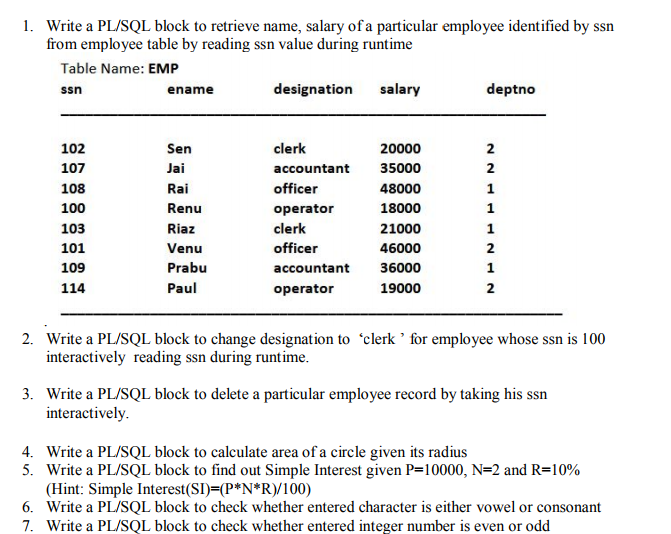 1. Write a PL/SQL block to retrieve name, salary of a particular employee identified by ssn
from employee table by reading ssn value during runtime
Table Name: EMP
ssn ename designation salary deptno
102 Sen clerk 20000 2
107 Jai accountant 35000 2
108 Rai officer 48000 1
100 Renu operator 18000 1
103 Riaz clerk 21000 1
101 Venu officer 46000 2
109 Prabu accountant 36000 1
114 Paul operator 19000 2
2. Write a PL/SQL block to change designation to ‘clerk ’ for employee whose ssn is 100
interactively reading ssn during runtime.
3. Write a PL/SQL block to delete a particular employee record by taking his ssn
interactively.
4. Write a PL/SQL block to calculate area of a circle given its radius
5. Write a PL/SQL block to find out Simple Interest given P=10000, N=2 and R=10%
(Hint: Simple Interest(SI)=(P*N*R)/100)
6. Write a PL/SQL block to check whether entered character is either vowel or consonant
7. Write a PL/SQL block to check whether entered integer number is even or odd